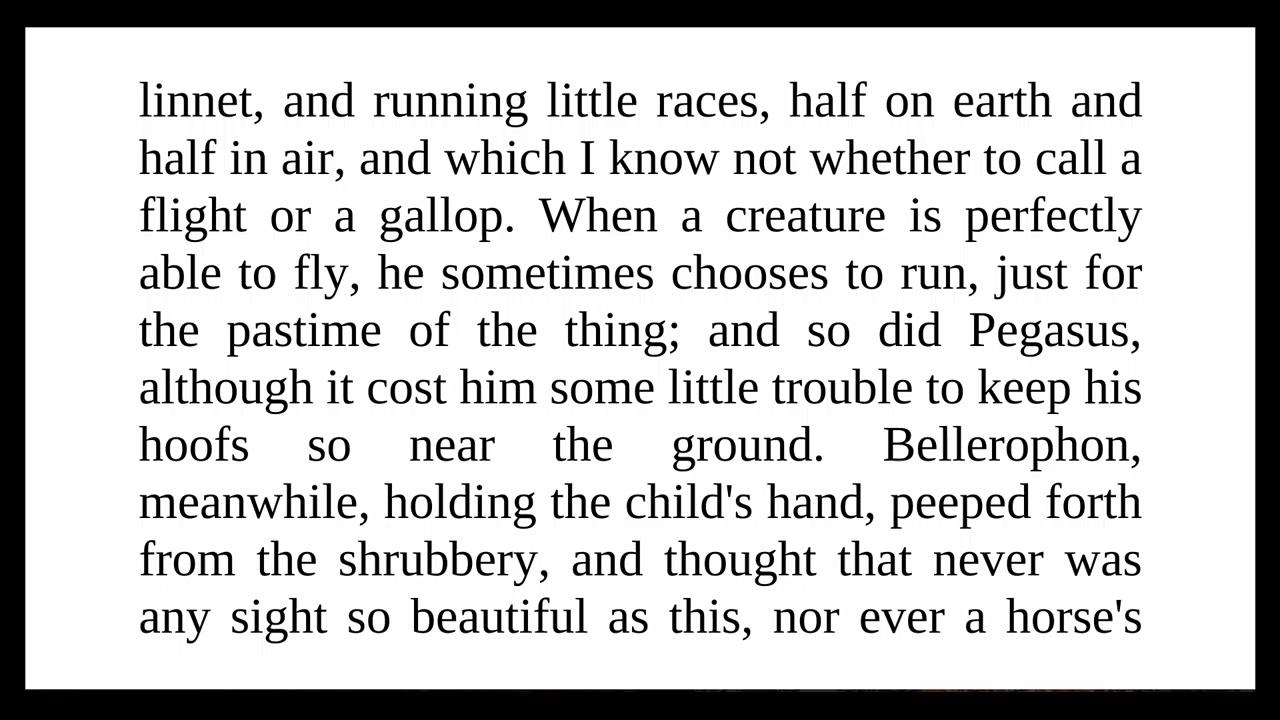 linnet, and running little races, half on earth and
half in air, and which I know not whether to call a
flight or a gallop. When a creature is perfectly
able to fly, he sometimes chooses to run, just for
the pastime of the thing; and so did Pegasus,
although it cost him some little trouble to keep his
hoofs so near the ground. Bellerophon,
meanwhile, holding the child's hand, peeped forth
from the shrubbery, and thought that never was
any sight so beautiful as this, nor ever a horse's